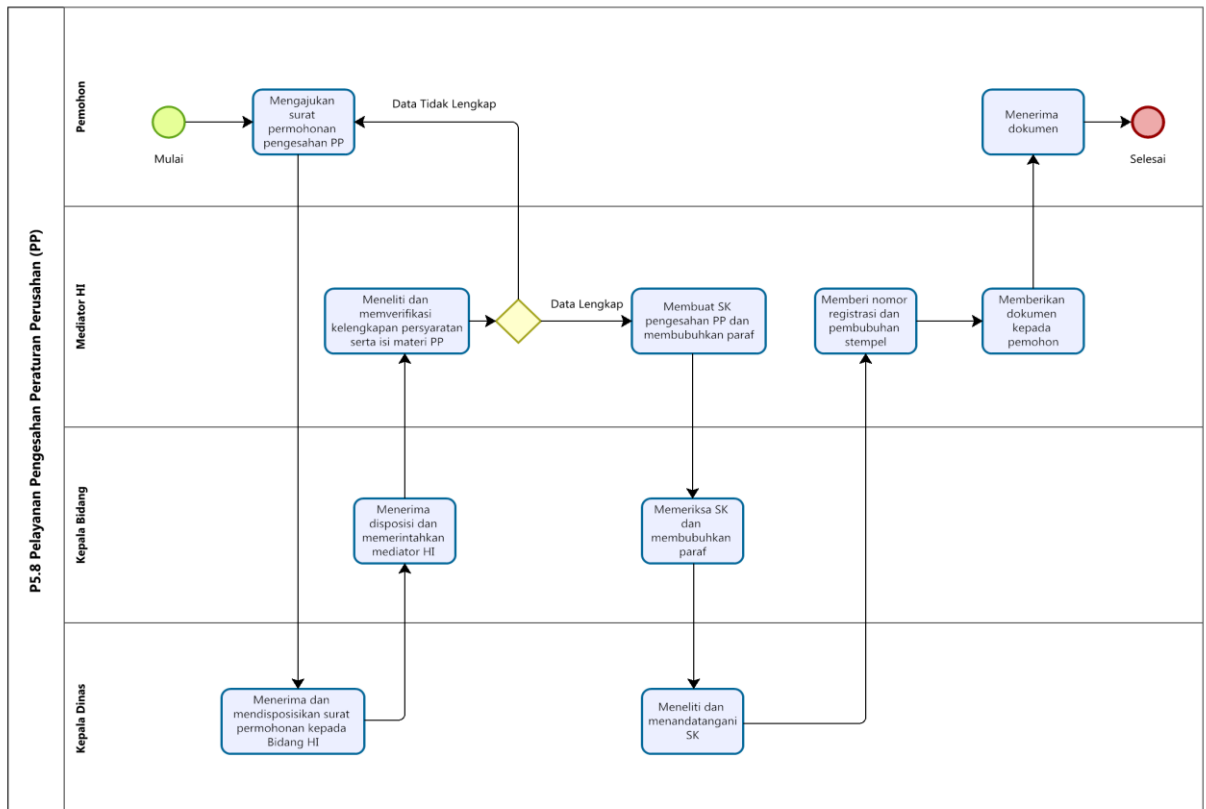 P5.8 Pelayanan Pengesahan Peraturan Perusahan (PP)
Pemohon
Mulai
Mengajukan
surat
permohonan
pengesahan PP
Data Tidak Lengkap
Menerima
dokumen
Selesai
Mediator HI
Meneliti dan
memverifikasi
kelengkapan persyaratan
serta isi materi PP
Data Lengkap
Membuat SK
pengesahan PP dan
membubuhkan paraf
Memberi nomor
registrasi dan
pembubuhan
stempel
Memberikan
dokumen
kepada
pemohon
Kepala Bidang
Menerima
disposisi dan
memerintahkan
mediator HI
Memeriksa SK
dan
membubuhkan
paraf
Kepala Dinas
Menerima dan
mendisposisikan surat
permohonan kepada
Bidang HI
Meneliti dan
menandatangani
SK